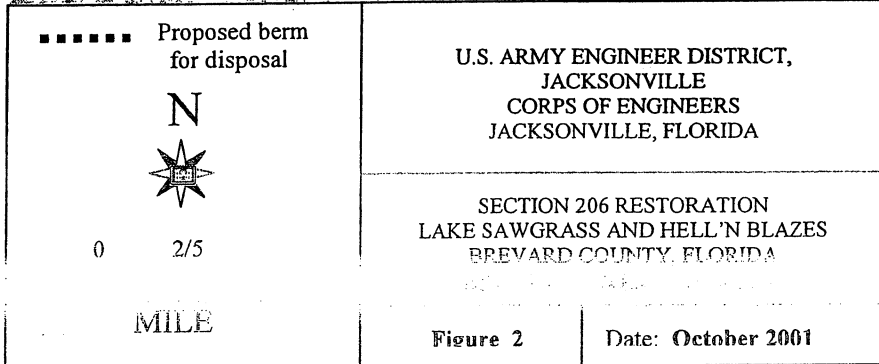 Proposed berm
for disposal
N
0 2/5
MILE
U.S. ARMY ENGINEER DISTRICT,
JACKSONVILLE
CORPS OF ENGINEERS
JACKSONVILLE, FLORIDA
SECTION 206 RESTORATION
LAKE SAWGRASS AND HELL'N BLAZES
BREVARD COUNTY, FLORIDA
Figure 2
Date: October 2001